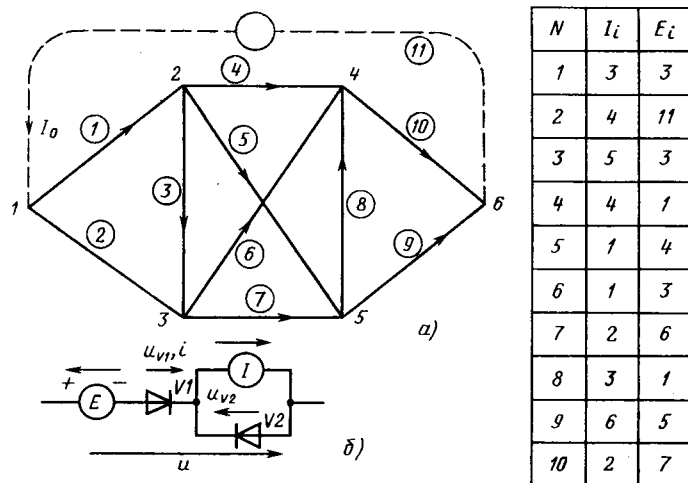 11
2
4
4
1
5
10
I₀
3
8
1
6
2
6
9
7
3
5
а)
u_V1, i
+
−
I
E
V1
u_V2
V2
u
б)
N I_i E_i
1 3 3
2 4 11
3 5 3
4 4 1
5 1 4
6 1 3
7 2 6
8 3 1
9 6 5
10 2 7